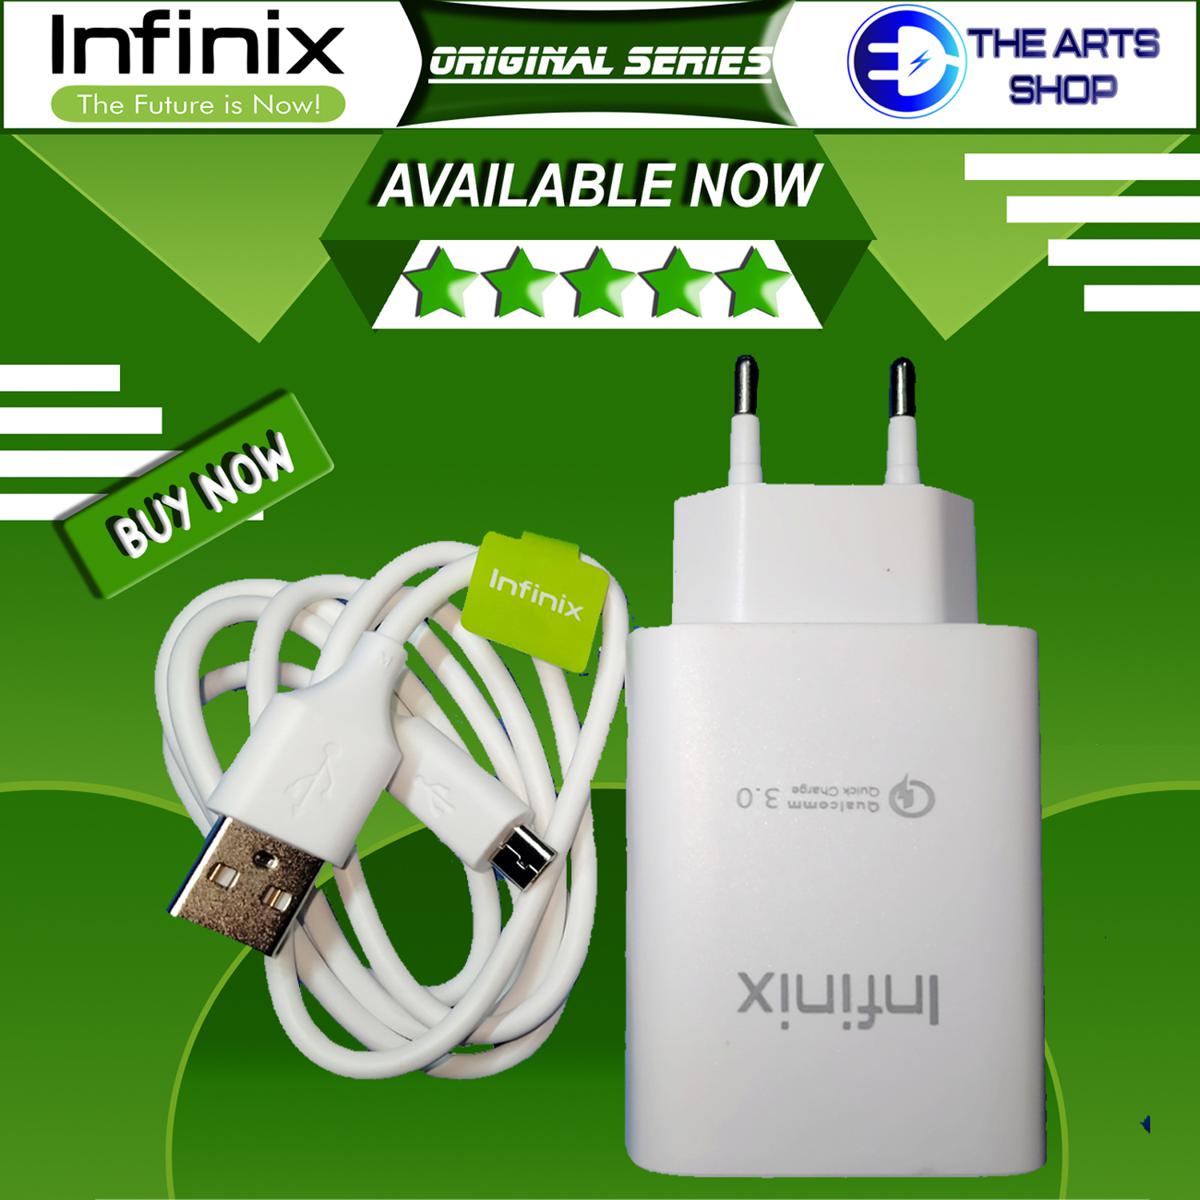 Infinix
The Future is Now!
ORIGINAL SERIES
THE ARTS
SHOP
AVAILABLE NOW
BUY NOW
Infinix
Qualcomm
Quick Charge
3.0
Infinix